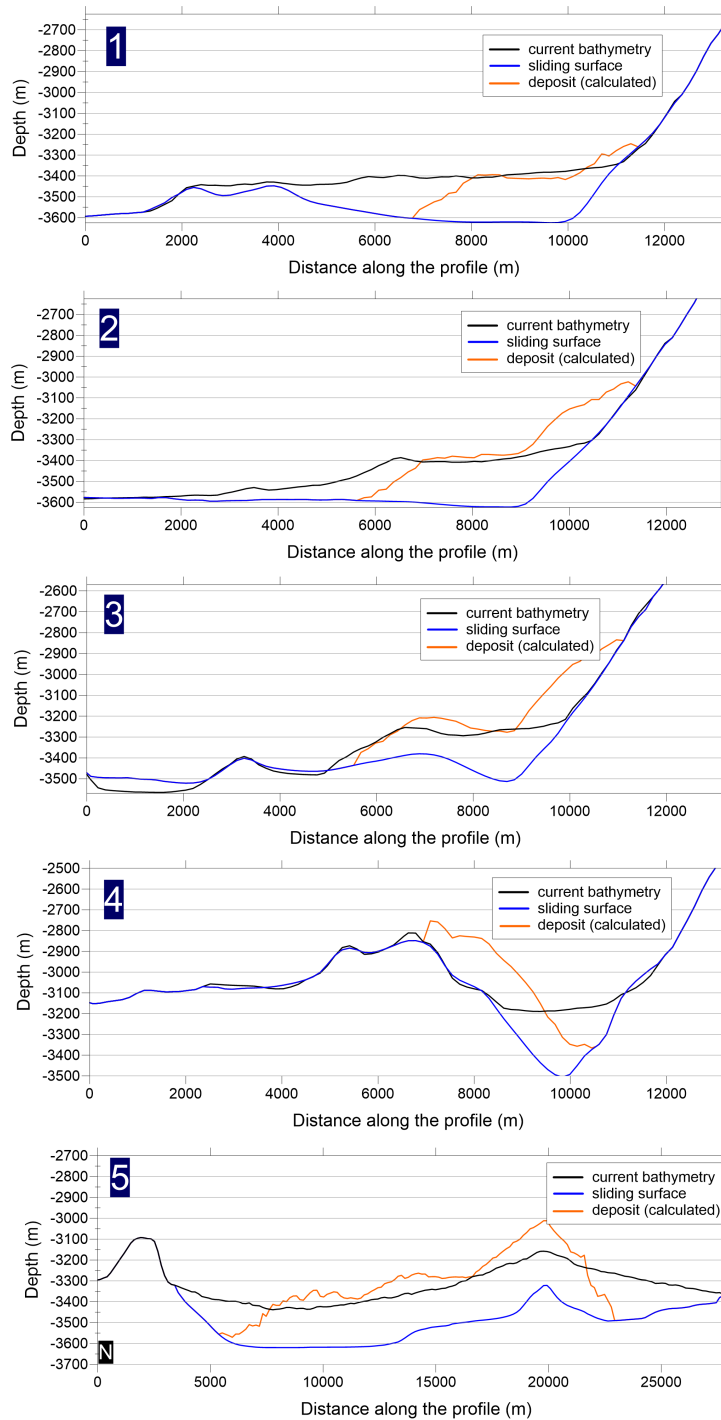 1
-2700
-2800
-2900
-3000
-3100
-3200
-3300
-3400
-3500
-3600
Depth (m)
current bathymetry
sliding surface
deposit (calculated)
0 2000 4000 6000 8000 10000 12000
Distance along the profile (m)
2
-2700
-2800
-2900
-3000
-3100
-3200
-3300
-3400
-3500
-3600
Depth (m)
current bathymetry
sliding surface
deposit (calculated)
0 2000 4000 6000 8000 10000 12000
Distance along the profile (m)
3
-2600
-2700
-2800
-2900
-3000
-3100
-3200
-3300
-3400
-3500
Depth (m)
current bathymetry
sliding surface
deposit (calculated)
0 2000 4000 6000 8000 10000 12000
Distance along the profile (m)
4
-2500
-2600
-2700
-2800
-2900
-3000
-3100
-3200
-3300
-3400
-3500
Depth (m)
current bathymetry
sliding surface
deposit (calculated)
0 2000 4000 6000 8000 10000 12000
Distance along the profile (m)
5
-2700
-2800
-2900
-3000
-3100
-3200
-3300
-3400
-3500
-3600
-3700
Depth (m)
current bathymetry
sliding surface
deposit (calculated)
N
0 5000 10000 15000 20000 25000
Distance along the profile (m)